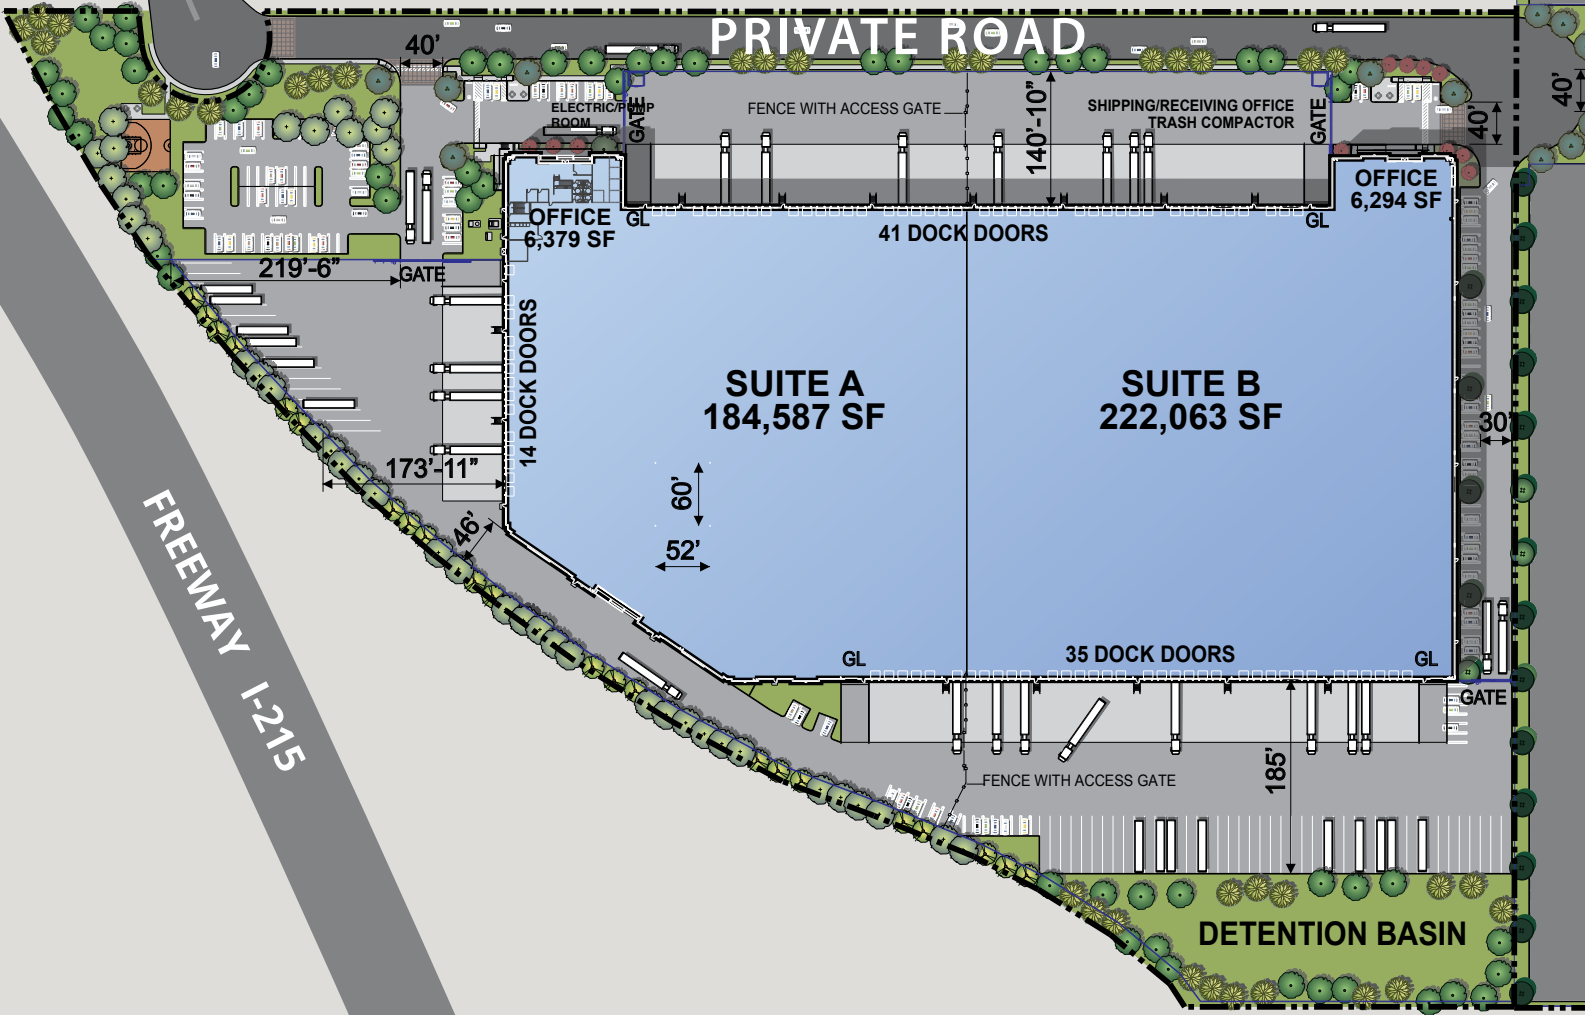 PRIVATE ROAD
40'
ELECTRIC/PUMP
ROOM
GATE
FENCE WITH ACCESS GATE
140'-10"
SHIPPING/RECEIVING OFFICE
TRASH COMPACTOR
GATE
40'
40'
OFFICE
6,379 SF
GL
41 DOCK DOORS
GL
OFFICE
6,294 SF
219'-6"
GATE
14 DOCK DOORS
SUITE A
184,587 SF
SUITE B
222,063 SF
30'
173'-11"
46'
60'
52'
FREEWAY I-215
GL
35 DOCK DOORS
GL
GATE
185'
FENCE WITH ACCESS GATE
DETENTION BASIN